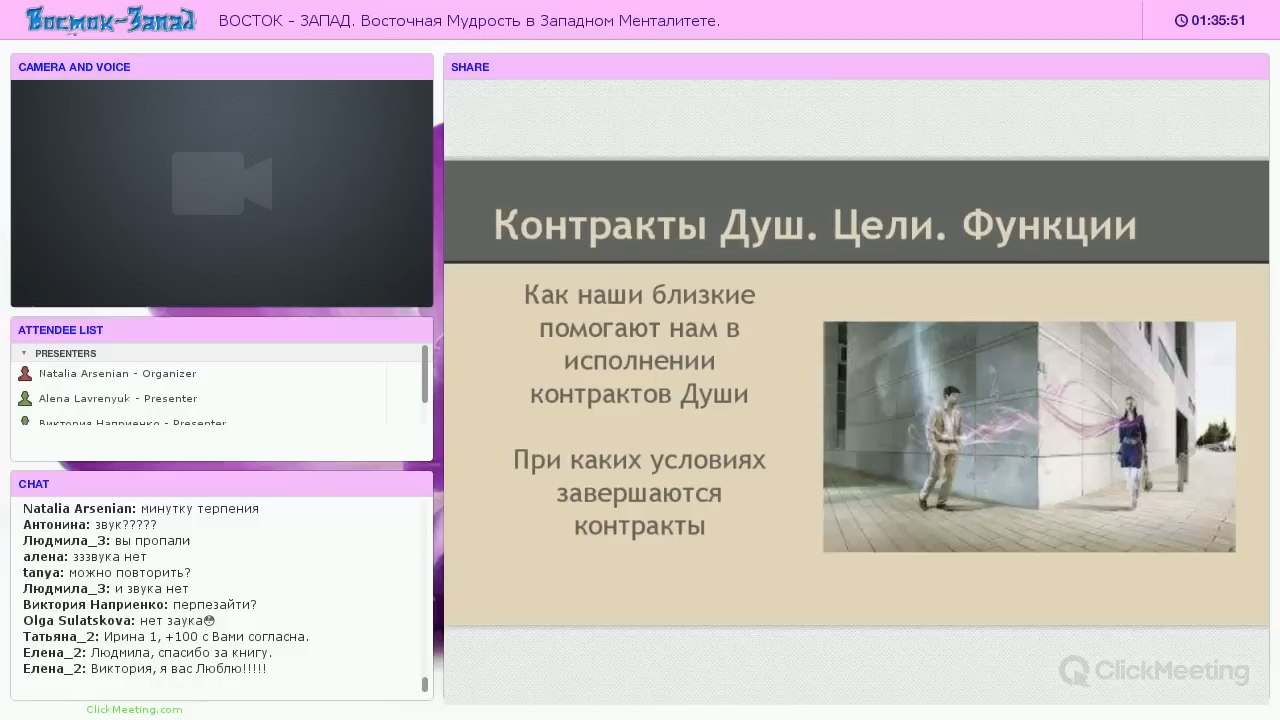 Восток-Запад
ВОСТОК - ЗАПАД. Восточная Мудрость в Западном Менталитете.
01:35:51
CAMERA AND VOICE
ATTENDEE LIST
PRESENTERS
Natalia Arsenian - Organizer
Alena Lavrenyuk - Presenter
Виктория Наприенко - Presenter
CHAT
Natalia Arsenian: минутку терпения
Антонина: звук?????
Людмила_3: вы пропали
алена: зззвука нет
tanya: можно повторить?
Людмила_3: и звука нет
Виктория Наприенко: перпезайти?
Olga Sulatskova: нет заука😳
Татьяна_2: Ирина 1, +100 с Вами согласна.
Елена_2: Людмила, спасибо за книгу.
Елена_2: Виктория, я вас Люблю!!!!!
ClickMeeting.com
SHARE
Контракты Душ. Цели. Функции
Как наши близкие
помогают нам в
исполнении
контрактов Души
При каких условиях
завершаются
контракты
ClickMeeting